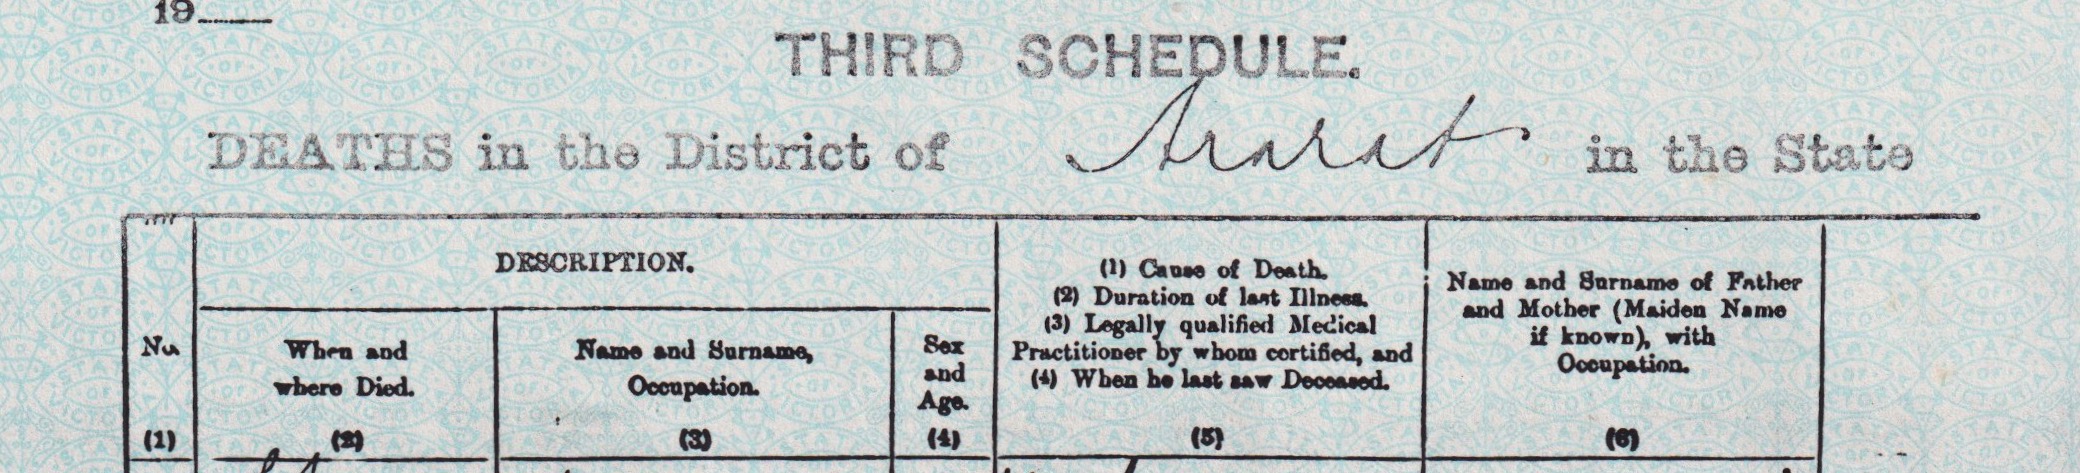 19
THIRD SCHEDULE.
DEATHS in the District of Ararat in the State
DESCRIPTION.
No.
(1)
When and
where Died.
(2)
Name and Surname,
Occupation.
(3)
Sex
and
Age.
(4)
(1) Cause of Death.
(2) Duration of last Illness.
(3) Legally qualified Medical
Practitioner by whom certified, and
(4) When he last saw Deceased.
(5)
Name and Surname of Father
and Mother (Maiden Name
if known), with
Occupation.
(6)